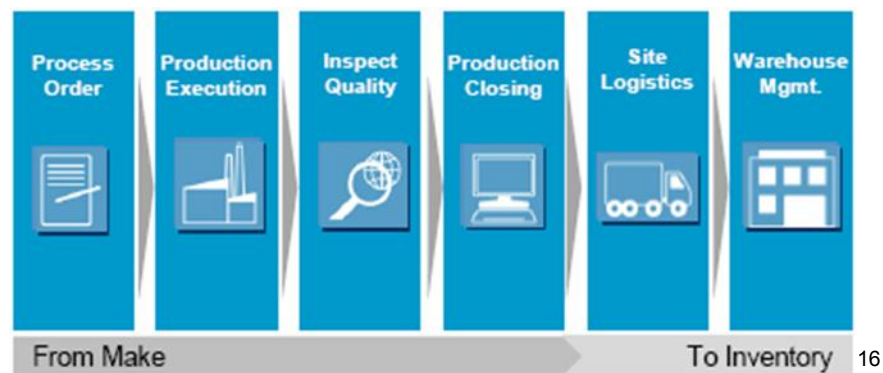 Process
Order
Production
Execution
Inspect
Quality
Production
Closing
Site
Logistics
Warehouse
Mgmt.
From Make
To Inventory
16